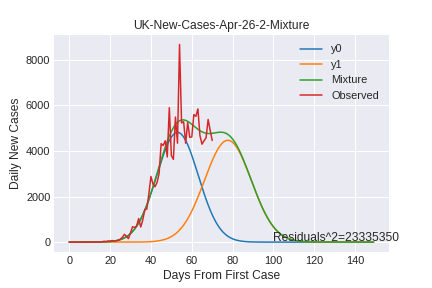 UK-New-Cases-Apr-26-2-Mixture
Daily New Cases
8000
6000
4000
2000
0
y0
y1
Mixture
Observed
Residuals^2=23335350
0 20 40 60 80 100 120 140
Days From First Case